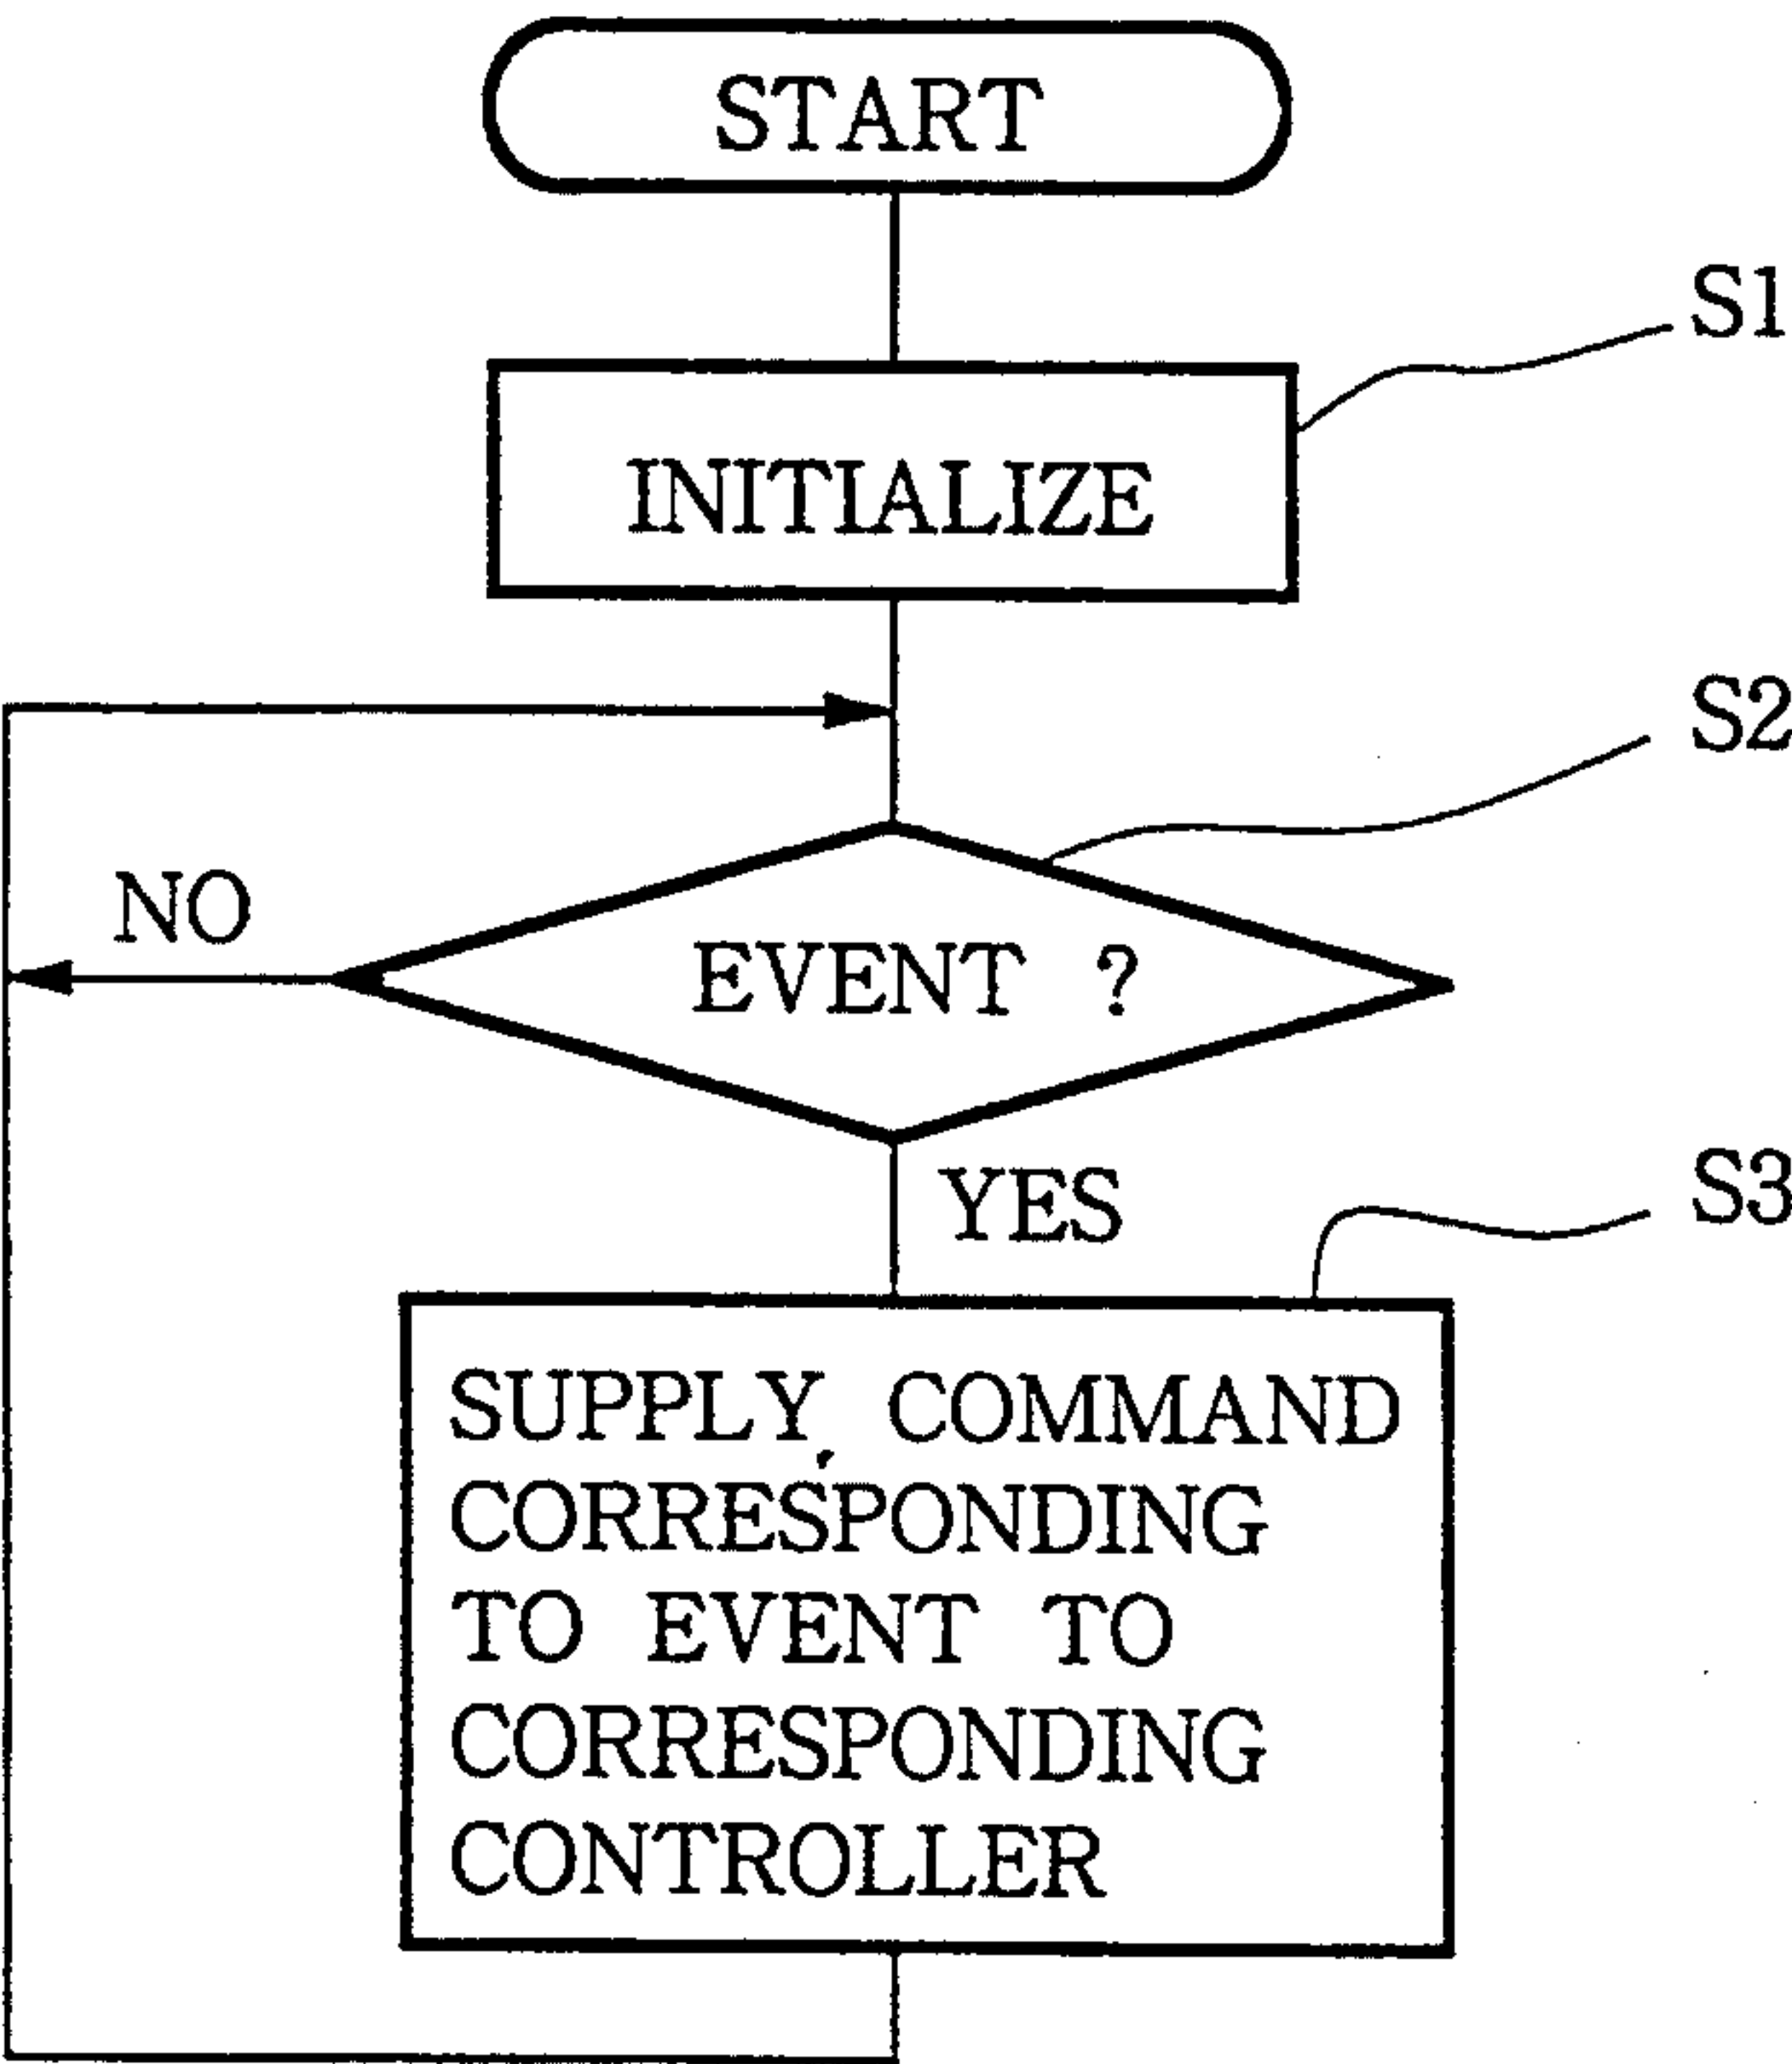 START
S1
INITIALIZE
S2
NO
EVENT ?
YES
S3
SUPPLY COMMAND
CORRESPONDING
TO EVENT TO
CORRESPONDING
CONTROLLER